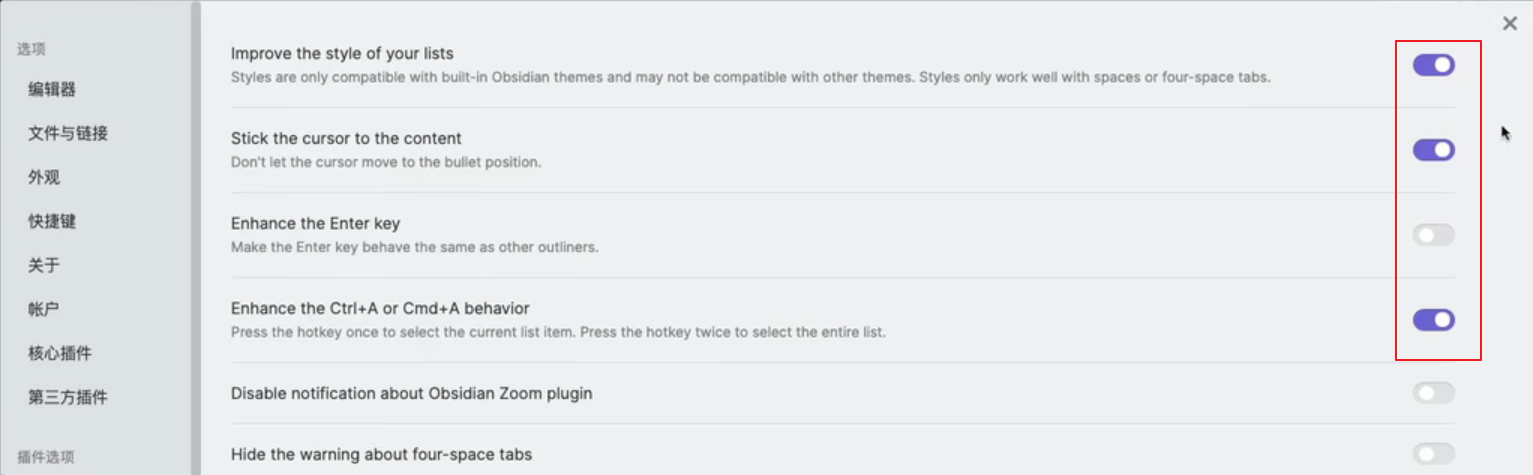 选项
编辑器
文件与链接
外观
快捷键
关于
帐户
核心插件
第三方插件
插件选项
Improve the style of your lists
Styles are only compatible with built-in Obsidian themes and may not be compatible with other themes. Styles only work well with spaces or four-space tabs.
Stick the cursor to the content
Don't let the cursor move to the bullet position.
Enhance the Enter key
Make the Enter key behave the same as other outliners.
Enhance the Ctrl+A or Cmd+A behavior
Press the hotkey once to select the current list item. Press the hotkey twice to select the entire list.
Disable notification about Obsidian Zoom plugin
Hide the warning about four-space tabs